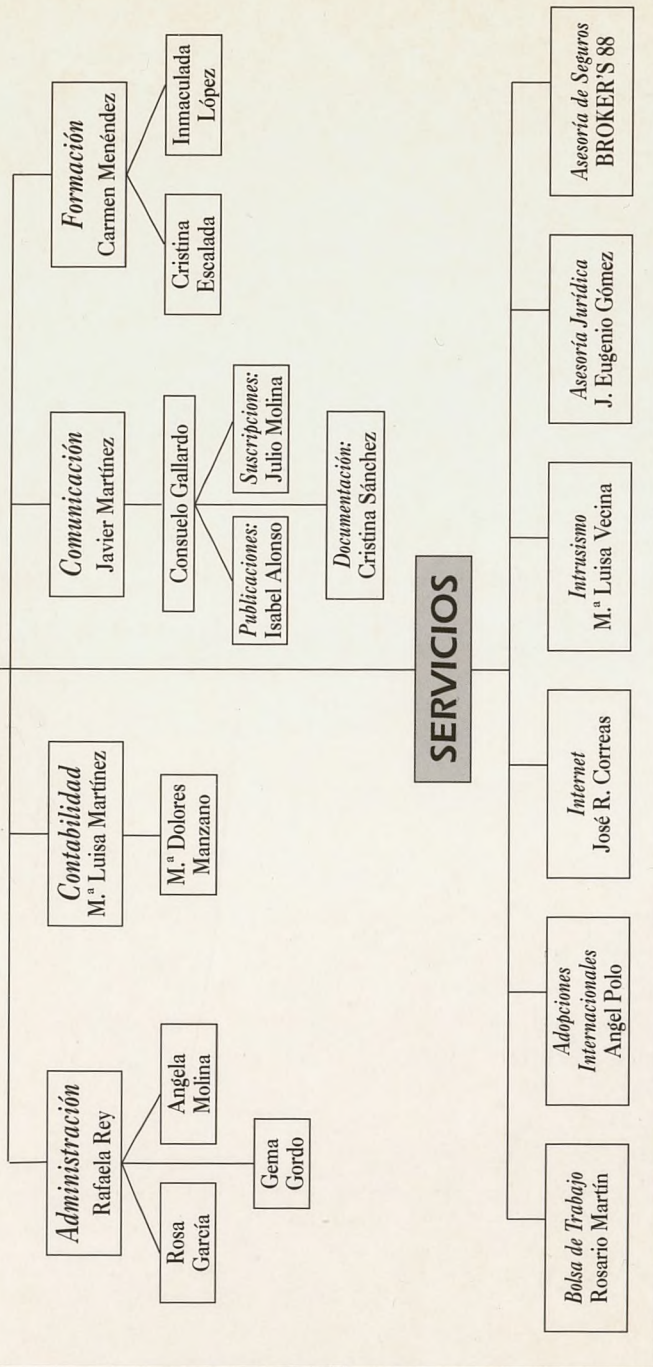 Administración
Rafaela Rey
Rosa
García
Angela
Molina
Gema
Gordo
Contabilidad
M.ª Luisa Martínez
M.ª Dolores
Manzano
Comunicación
Javier Martínez
Consuelo Gallardo
Publicaciones:
Isabel Alonso
Suscripciones:
Julio Molina
Documentación:
Cristina Sánchez
Formación
Carmen Menéndez
Cristina
Escalada
Inmaculada
López
SERVICIOS
Bolsa de Trabajo
Rosario Martín
Adopciones
Internacionales
Angel Polo
Internet
José R. Correas
Intrusismo
M.ª Luisa Vecina
Asesoría Jurídica
J. Eugenio Gómez
Asesoría de Seguros
BROKER'S 88